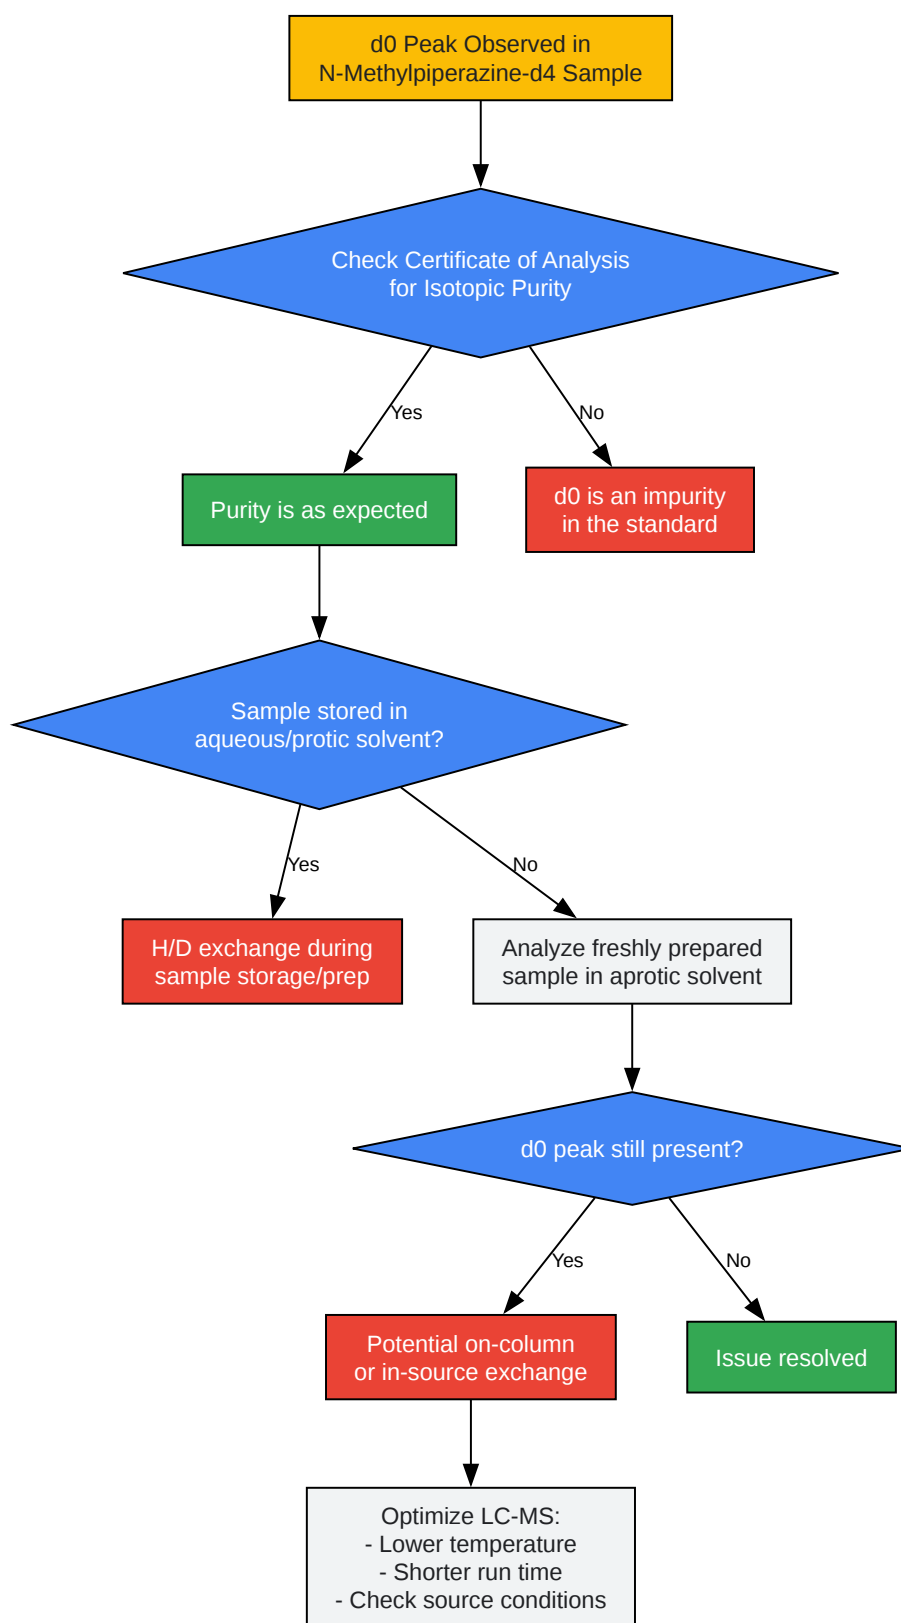 d0 Peak Observed in
N-Methylpiperazine-d4 Sample
Check Certificate of Analysis
for Isotopic Purity
Yes
No
Purity is as expected
d0 is an impurity
in the standard
Sample stored in
aqueous/protic solvent?
Yes
No
H/D exchange during
sample storage/prep
Analyze freshly prepared
sample in aprotic solvent
d0 peak still present?
Yes
No
Potential on-column
or in-source exchange
Issue resolved
Optimize LC-MS:
- Lower temperature
- Shorter run time
- Check source conditions